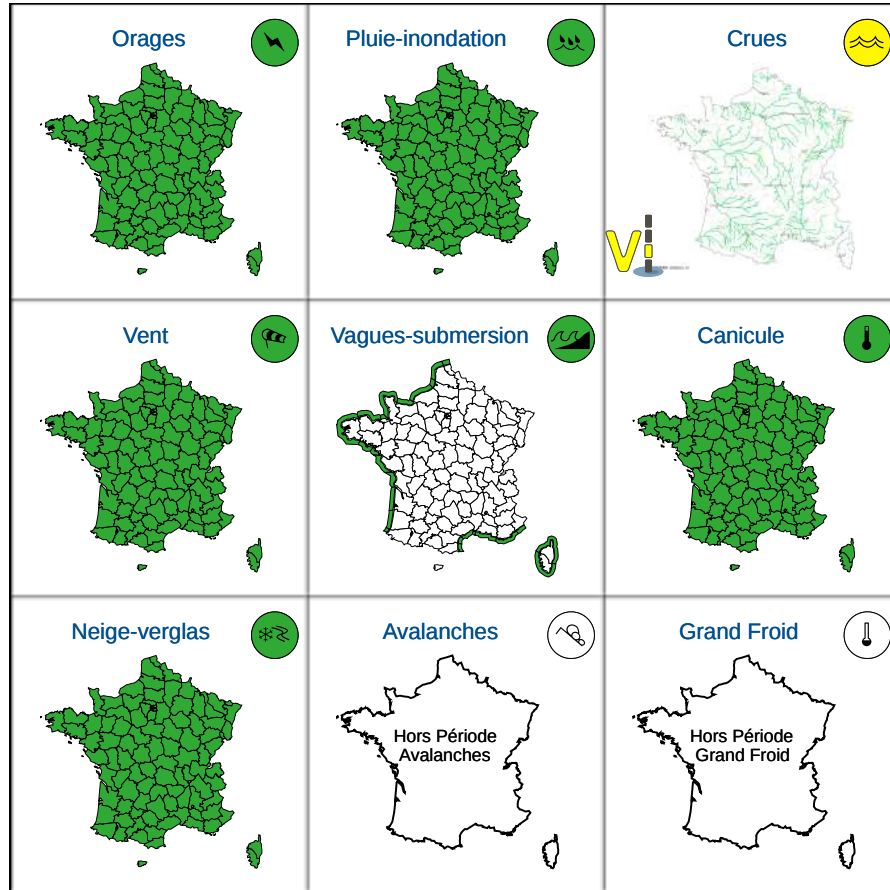 Orages
Pluie-inondation
Crues
Vi
Vent
Vagues-submersion
Canicule
Neige-verglas
Avalanches
Grand Froid
Hors Période
Avalanches
Hors Période
Grand Froid